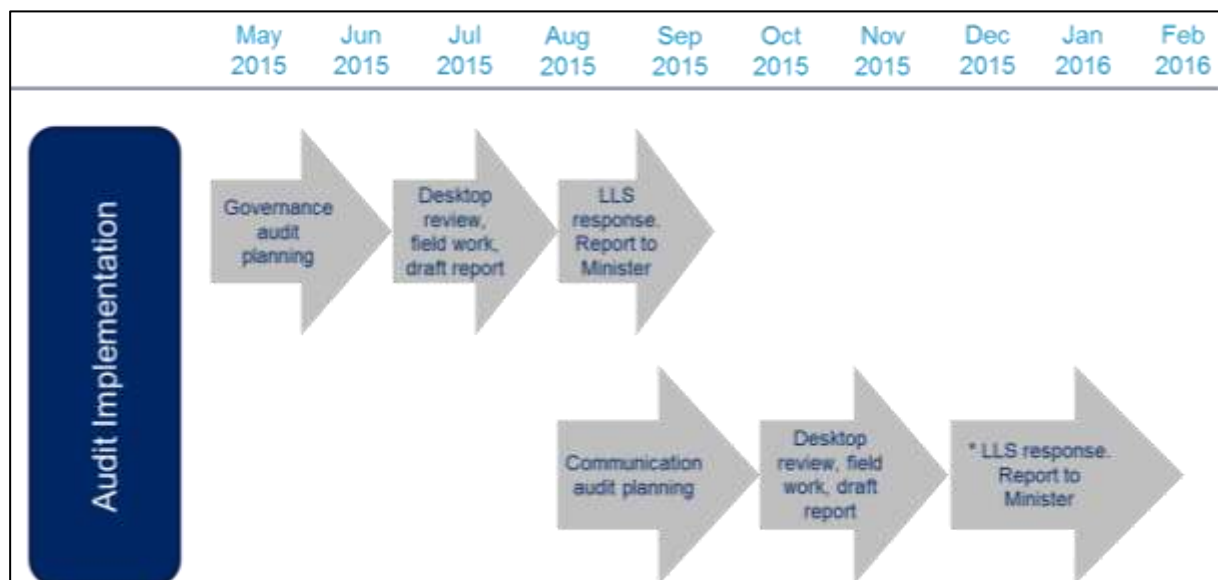 May Jun Jul Aug Sep Oct Nov Dec Jan Feb
2015 2015 2015 2015 2015 2015 2015 2015 2016 2016
Audit Implementation
Governance
audit
planning
Desktop
review,
field work,
draft report
LLS
response.
Report to
Minister
Communication
audit planning
Desktop
review, field
work, draft
report
* LLS response.
Report to
Minister